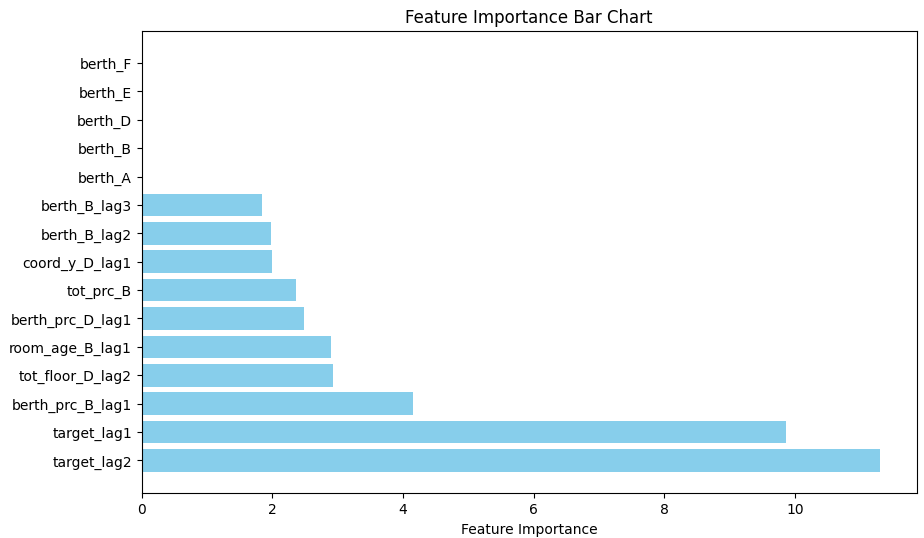 Feature Importance Bar Chart
berth_F
berth_E
berth_D
berth_B
berth_A
berth_B_lag3
berth_B_lag2
coord_y_D_lag1
tot_prc_B
berth_prc_D_lag1
room_age_B_lag1
tot_floor_D_lag2
berth_prc_B_lag1
target_lag1
target_lag2
0 2 4 6 8 10
Feature Importance